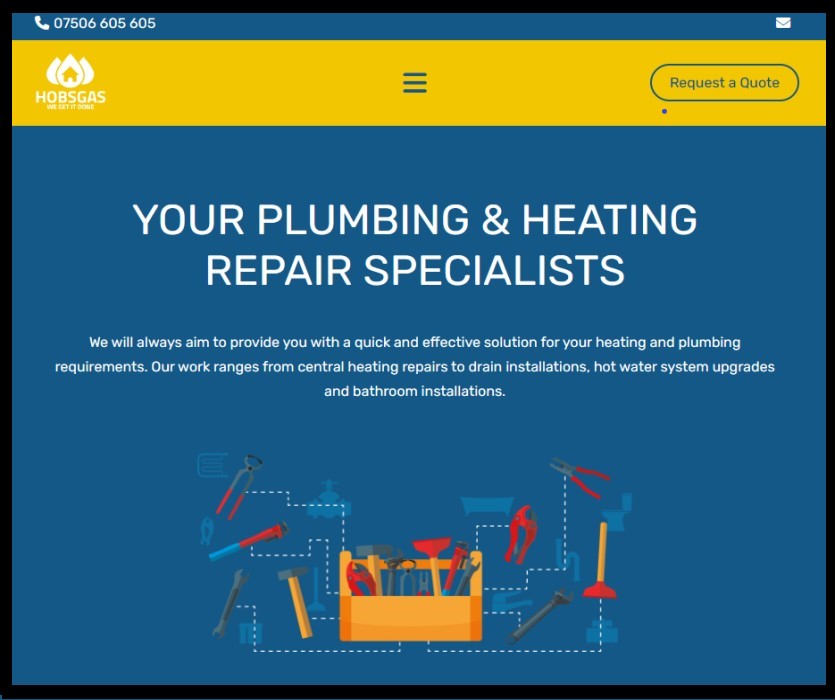 07506 605 605
HOBSGAS
WE GET IT DONE
Request a Quote
YOUR PLUMBING & HEATING
REPAIR SPECIALISTS
We will always aim to provide you with a quick and effective solution for your heating and plumbing
requirements. Our work ranges from central heating repairs to drain installations, hot water system upgrades
and bathroom installations.